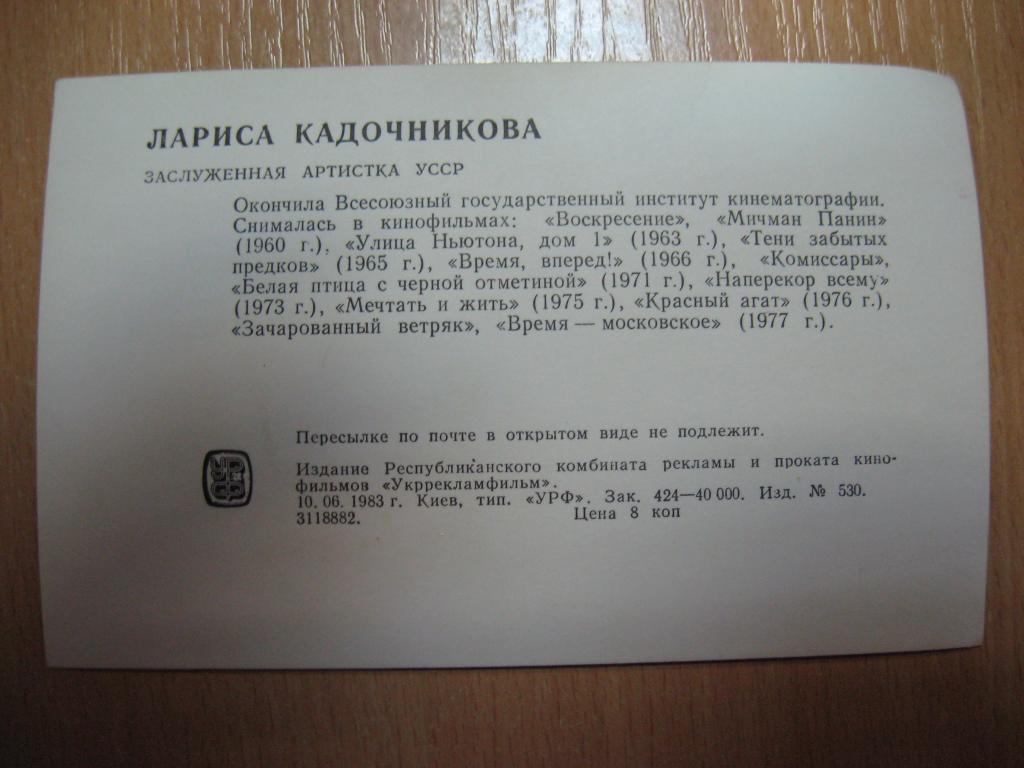 ЛАРИСА КАДОЧНИКОВА
ЗАСЛУЖЕННАЯ АРТИСТКА УССР
Окончила Всесоюзный государственный институт кинематографии.
Снималась в кинофильмах: «Воскресение», «Мичман Панин»
(1960 г.), «Улица Ньютона, дом 1» (1963 г.), «Тени забытых
предков» (1965 г.), «Время, вперед!» (1966 г.), «Комиссары»,
«Белая птица с черной отметиной» (1971 г.), «Наперекор всему»
(1973 г.), «Мечтать и жить» (1975 г.), «Красный агат» (1976 г.),
«Зачарованный ветряк», «Время — московское» (1977 г.).
Пересылке по почте в открытом виде не подлежит.
Издание Республиканского комбината рекламы и проката кино-
фильмов «Укррекламфильм».
10.06.1983 г. Киев, тип. «УРФ». Зак. 424—40 000. Изд. № 530.
3118882. Цена 8 коп